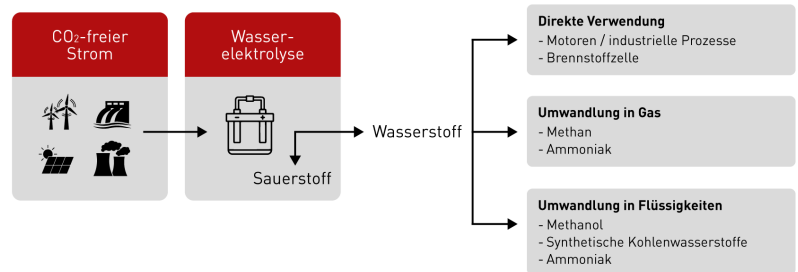 CO₂-freier
Strom
Wasser-
elektrolyse
Sauerstoff
Wasserstoff
Direkte Verwendung
- Motoren / industrielle Prozesse
- Brennstoffzelle
Umwandlung in Gas
- Methan
- Ammoniak
Umwandlung in Flüssigkeiten
- Methanol
- Synthetische Kohlenwasserstoffe
- Ammoniak